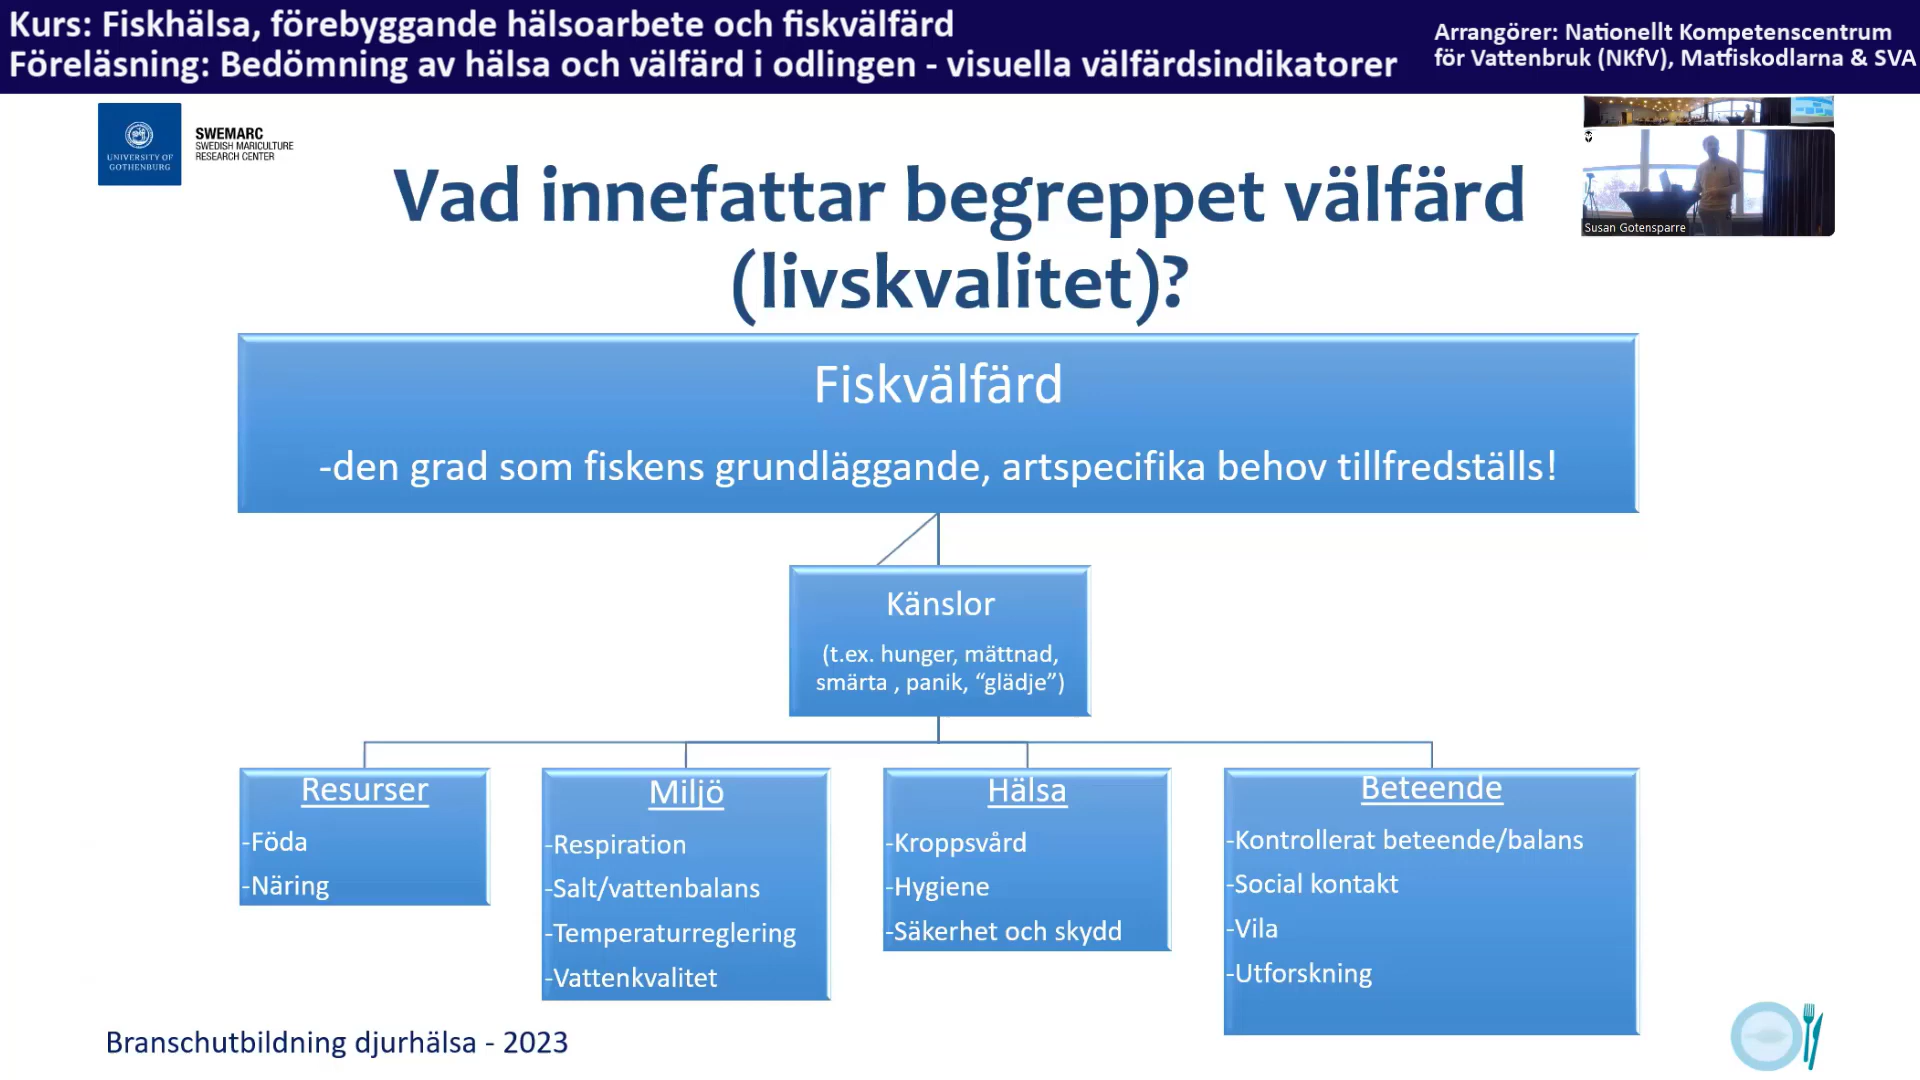 Kurs: Fiskhälsa, förebyggande hälsoarbete och fiskvälfärd
Föreläsning: Bedömning av hälsa och välfärd i odlingen - visuella välfärdsindikatorer
Arrangörer: Nationellt Kompetenscentrum
för Vattenbruk (NKfV), Matfiskodlarna & SVA
UNIVERSITY OF
GOTHENBURG
SWEMARC
SWEDISH MARICULTURE
RESEARCH CENTER
Susan Gotensparre
Vad innefattar begreppet välfärd
(livskvalitet)?
Fiskvälfärd
-den grad som fiskens grundläggande, artspecifika behov tillfredställs!
Känslor
(t.ex. hunger, mättnad,
smärta , panik, “glädje”)
Resurser
-Föda
-Näring
Miljö
-Respiration
-Salt/vattenbalans
-Temperaturreglering
-Vattenkvalitet
Hälsa
-Kroppsvård
-Hygiene
-Säkerhet och skydd
Beteende
-Kontrollerat beteende/balans
-Social kontakt
-Vila
-Utforskning
Branschutbildning djurhälsa - 2023